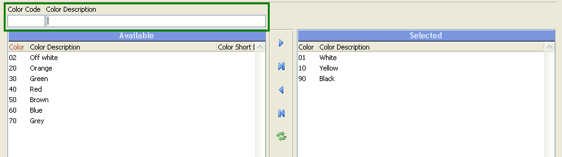 Color Code Color Description
Available
Color Color Description Color Short D
02 Off white
20 Orange
30 Green
40 Red
50 Brown
60 Blue
70 Grey
Selected
Color Color Description
01 White
10 Yellow
90 Black